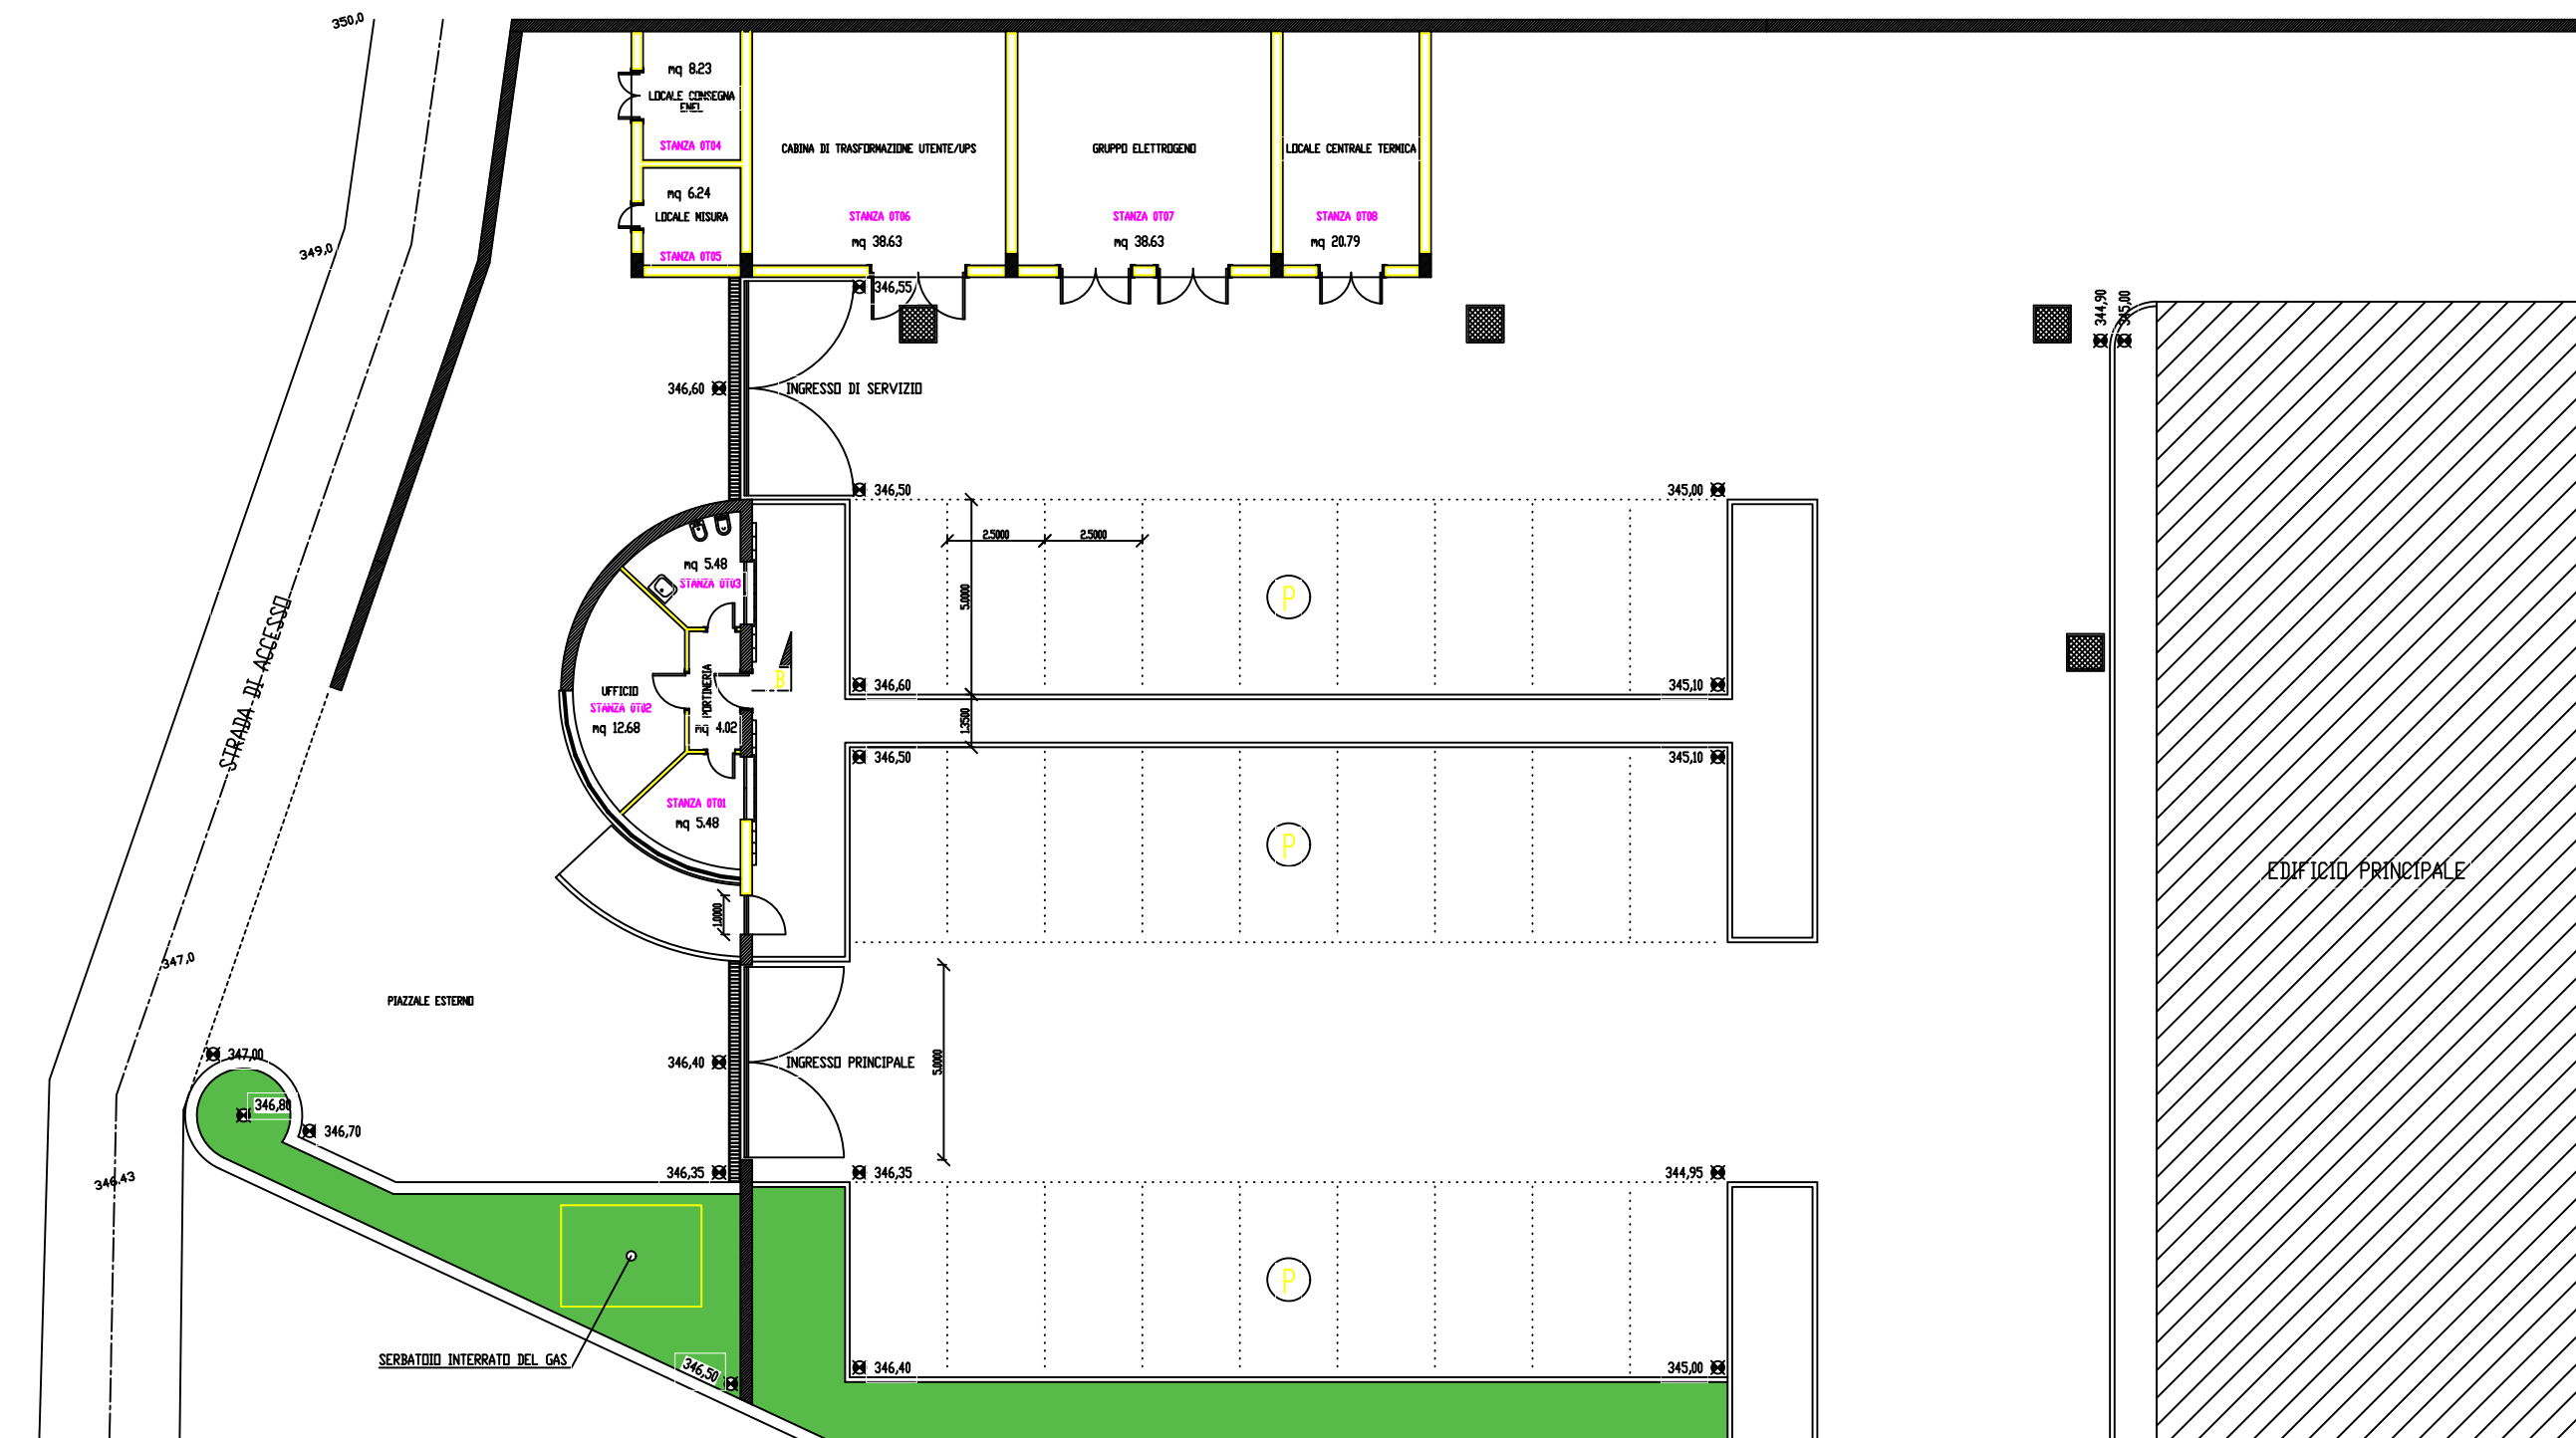 350,0
mq 8.23
LOCALE CONSEGNA
ENEL
STANZA 0T04
CABINA DI TRASFORMAZIONE UTENTE/UPS
GRUPPO ELETTROGENO
LOCALE CENTRALE TERMICA
mq 6.24
LOCALE MISURA
STANZA 0T05
STANZA 0T06
mq 38.63
STANZA 0T07
mq 38.63
STANZA 0T08
mq 20.79
349,0
346,55
344,90
345,00
346,60
INGRESSO DI SERVIZIO
346,50
345,00
2.5000
2.5000
mq 5.48
STANZA 0T03
5.0000
P
STRADA DI ACCESSO
UFFICIO
STANZA 0T02
mq 12.68
PORTINERIA
mq 4.02
B
346,60
345,10
1.3500
346,50
345,10
STANZA 0T01
mq 5.48
P
EDIFICIO PRINCIPALE
1.0000
347,0
PIAZZALE ESTERNO
347,00
346,40
INGRESSO PRINCIPALE
5.0000
346,80
346,70
346.43
346,35
346,35
344,95
P
SERBATOIO INTERRATO DEL GAS
346,50
346,40
345,00